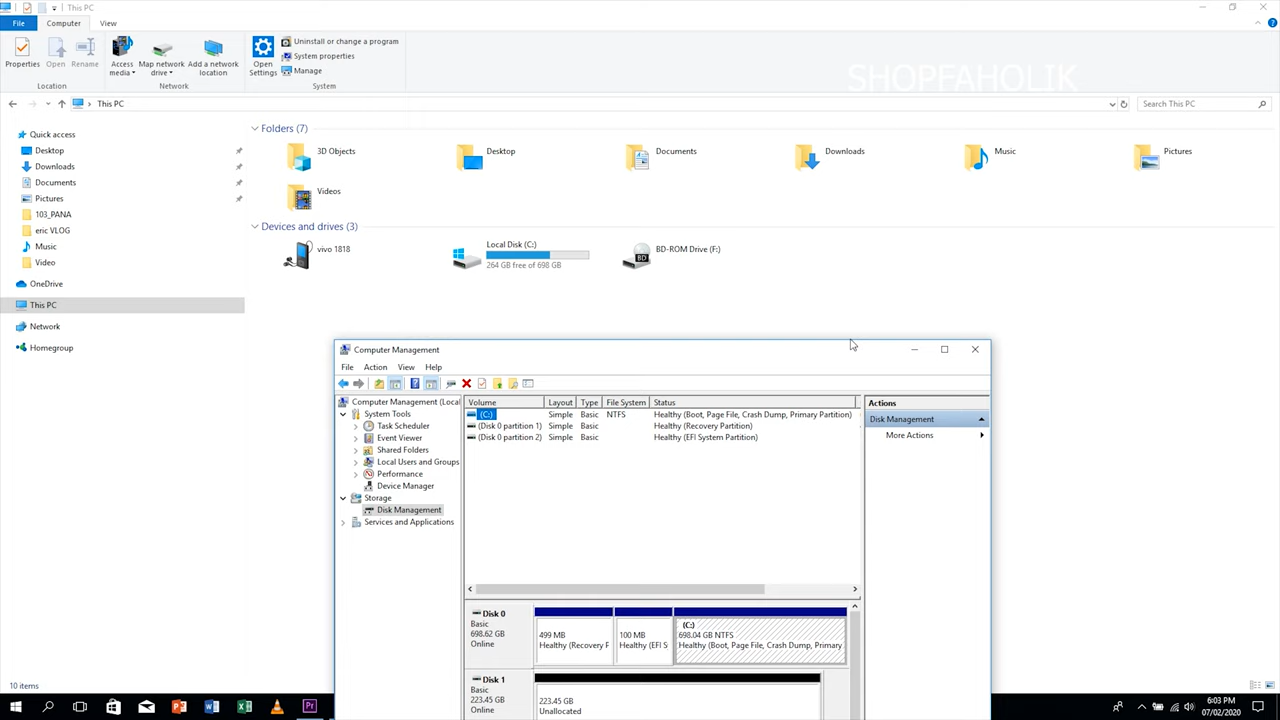 This PC
File
Computer
View
Properties
Open
Rename
Access media
Map network drive
Add a network location
Open Settings
Uninstall or change a program
System properties
Manage
Location
Network
System
SHOPFAHOLIK
This PC
Search This PC
Quick access
Desktop
Downloads
Documents
Pictures
103_PANA
eric VLOG
Music
Video
OneDrive
This PC
Network
Homegroup
Folders (7)
3D Objects
Desktop
Documents
Downloads
Music
Pictures
Videos
Devices and drives (3)
vivo 1818
Local Disk (C:)
264 GB free of 698 GB
BD-ROM Drive (F:)
BD
Computer Management
File Action View Help
Computer Management (Local
System Tools
Task Scheduler
Event Viewer
Shared Folders
Local Users and Groups
Performance
Device Manager
Storage
Disk Management
Services and Applications
Volume Layout Type File System Status
(C:) Simple Basic NTFS Healthy (Boot, Page File, Crash Dump, Primary Partition)
(Disk 0 partition 1) Simple Basic Healthy (Recovery Partition)
(Disk 0 partition 2) Simple Basic Healthy (EFI System Partition)
Actions
Disk Management
More Actions
Disk 0
Basic
698.62 GB
Online
499 MB
Healthy (Recovery P
100 MB
Healthy (EFI S
(C:)
698.04 GB NTFS
Healthy (Boot, Page File, Crash Dump, Primary
Disk 1
Basic
223.45 GB
Online
223.45 GB
Unallocated
10 items
6:03 PM
07/02/2020